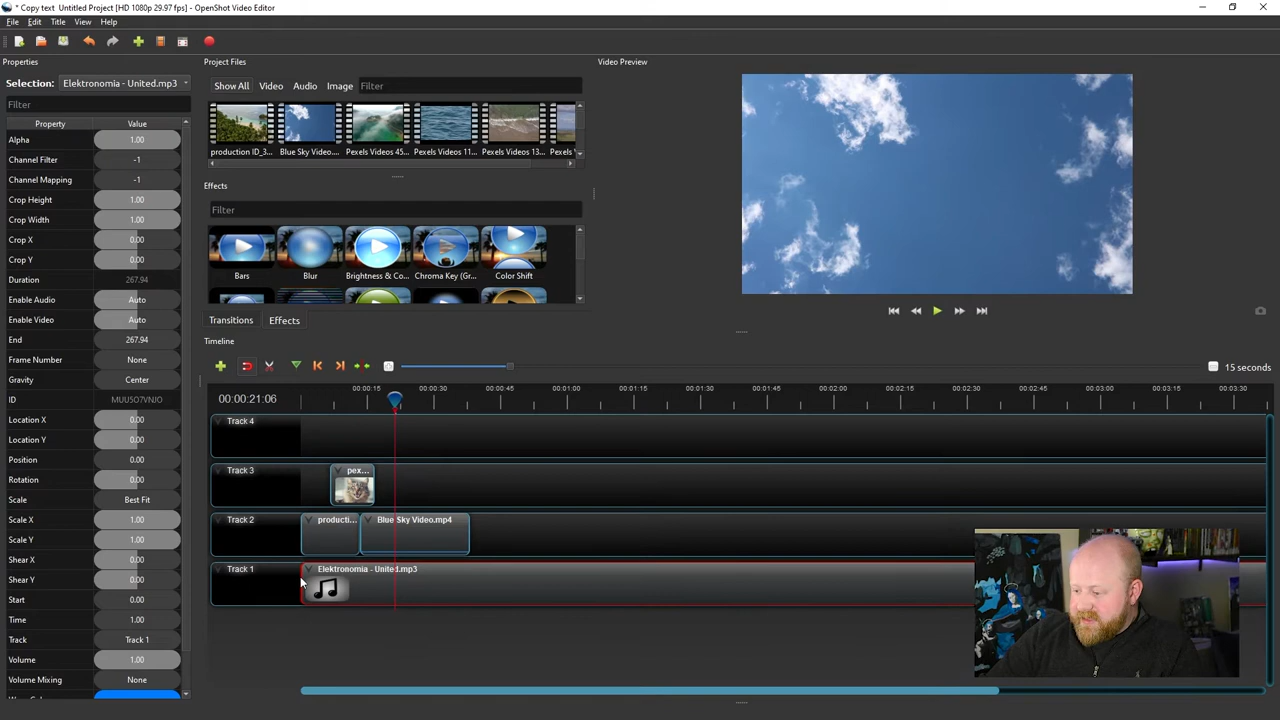 * Copy text  Untitled Project [HD 1080p 29.97 fps] - OpenShot Video Editor
File Edit Title View Help
Properties
Project Files
Video Preview
Selection: Elektronomia - United.mp3
Show All Video Audio Image Filter
Filter
Property Value
Alpha 1.00
Channel Filter -1
Channel Mapping -1
Crop Height 1.00
Crop Width 1.00
Crop X 0.00
Crop Y 0.00
Duration 267.94
Enable Audio Auto
Enable Video Auto
End 267.94
Frame Number None
Gravity Center
ID MUU5O7VNJO
Location X 0.00
Location Y 0.00
Position 0.00
Rotation 0.00
Scale Best Fit
Scale X 1.00
Scale Y 1.00
Shear X 0.00
Shear Y 0.00
Start 0.00
Time 1.00
Track Track 1
Volume 1.00
Volume Mixing None
production ID_3... Blue Sky Video.... Pexels Videos 45... Pexels Videos 11... Pexels Videos 13... Pexels
Effects
Filter
Bars Blur Brightness & Co... Chroma Key (Gr... Color Shift
Transitions Effects
Timeline
15 seconds
00:00:21:06
00:00:15 00:00:30 00:00:45 00:01:00 00:01:15 00:01:30 00:01:45 00:02:00 00:02:15 00:02:30 00:02:45 00:03:00 00:03:15 00:03:30
Track 4
Track 3 pex...
Track 2 producti... Blue Sky Video.mp4
Track 1 Elektronomia - United.mp3